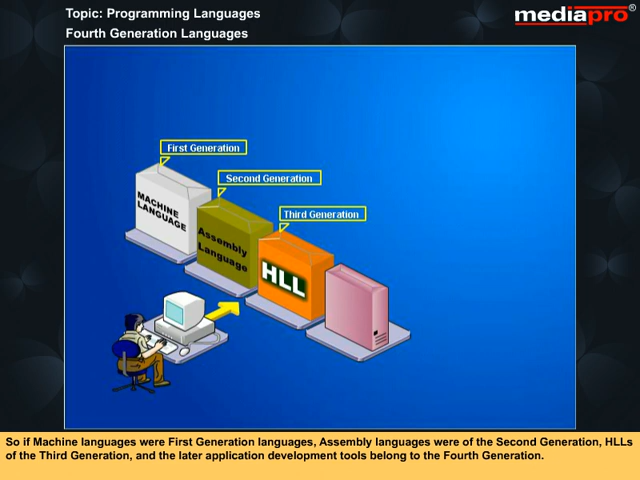 Topic: Programming Languages
Fourth Generation Languages
mediapro®
First Generation
Second Generation
Third Generation
MACHINE
LANGUAGE
Assembly
Language
HLL
So if Machine languages were First Generation languages, Assembly languages were of the Second Generation, HLLs
of the Third Generation, and the later application development tools belong to the Fourth Generation.